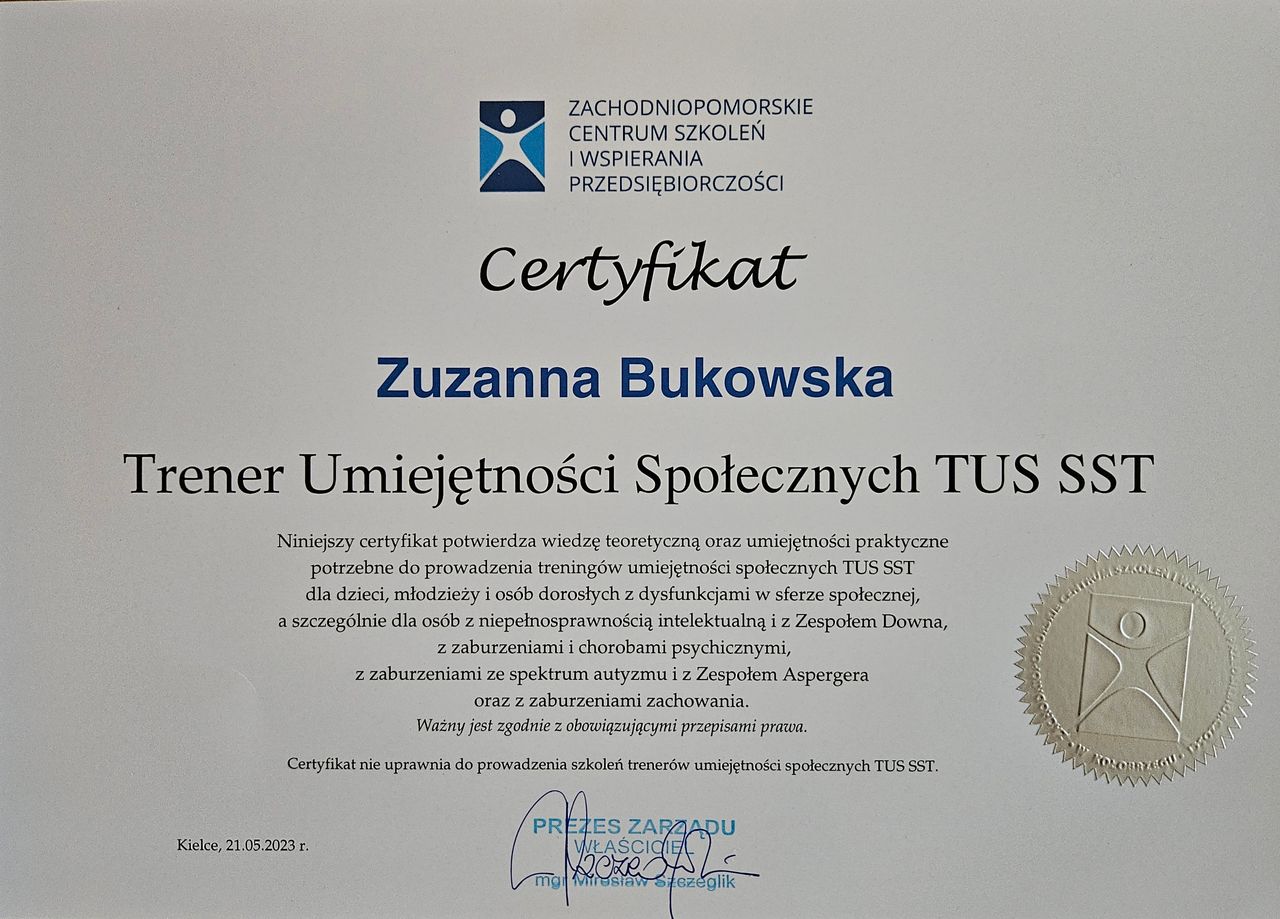 ZACHODNIOPOMORSKIE
CENTRUM SZKOLEŃ
I WSPIERANIA
PRZEDSIĘBIORCZOŚCI
Certyfikat
Zuzanna Bukowska
Trener Umiejętności Społecznych TUS SST
Niniejszy certyfikat potwierdza wiedzę teoretyczną oraz umiejętności praktyczne
potrzebne do prowadzenia treningów umiejętności społecznych TUS SST
dla dzieci, młodzieży i osób dorosłych z dysfunkcjami w sferze społecznej,
a szczególnie dla osób z niepełnosprawnością intelektualną i z Zespołem Downa,
z zaburzeniami i chorobami psychicznymi,
z zaburzeniami ze spektrum autyzmu i z Zespołem Aspergera
oraz z zaburzeniami zachowania.
Ważny jest zgodnie z obowiązującymi przepisami prawa.
Certyfikat nie uprawnia do prowadzenia szkoleń trenerów umiejętności społecznych TUS SST.
CENTRUM SZKOLEŃ I
W KOŁOBRZEGU
Kielce, 21.05.2023 r.
PREZES ZARZĄDU
WŁAŚCICIEL
mgr Mirosław Szczeglik